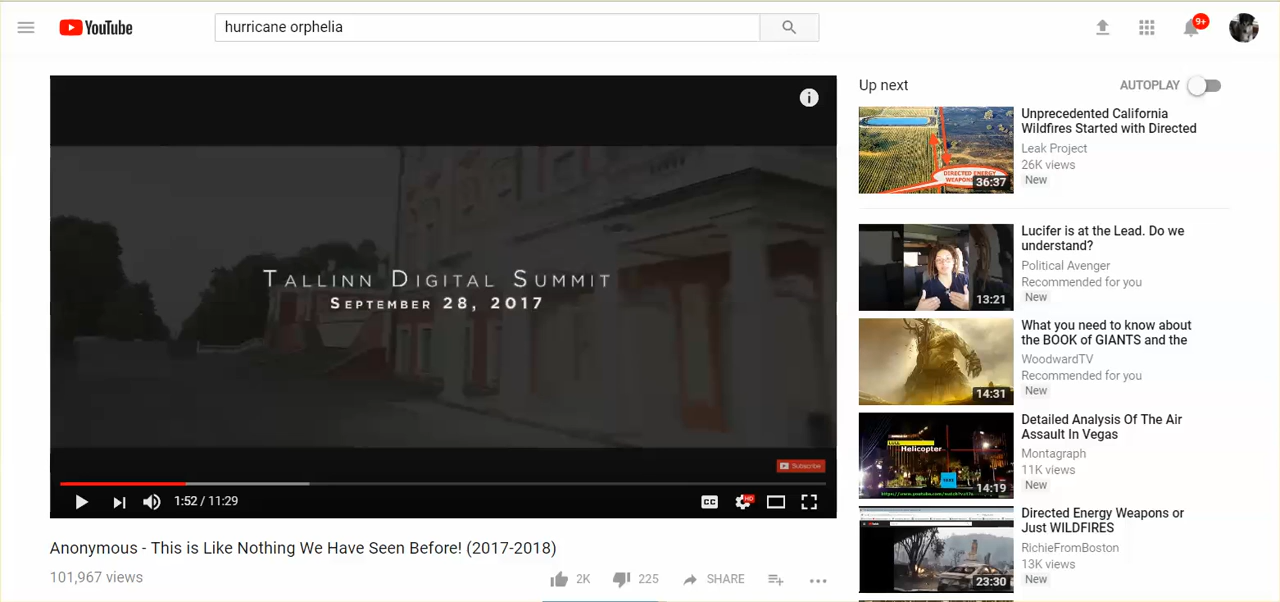 YouTube
hurricane orphelia
9+
Up next
AUTOPLAY
TALLINN DIGITAL SUMMIT
SEPTEMBER 28, 2017
Subscribe
1:52 / 11:29
CC
HD
Anonymous - This is Like Nothing We Have Seen Before! (2017-2018)
101,967 views
2K
225
SHARE
DIRECTED ENERGY
WEAPONS
36:37
Unprecedented California
Wildfires Started with Directed
Leak Project
26K views
New
13:21
Lucifer is at the Lead. Do we
understand?
Political Avenger
Recommended for you
New
14:31
What you need to know about
the BOOK of GIANTS and the
WoodwardTV
Recommended for you
New
Helicopter
14:19
Detailed Analysis Of The Air
Assault In Vegas
Montagraph
11K views
New
23:30
Directed Energy Weapons or
Just WILDFIRES
RichieFromBoston
13K views
New